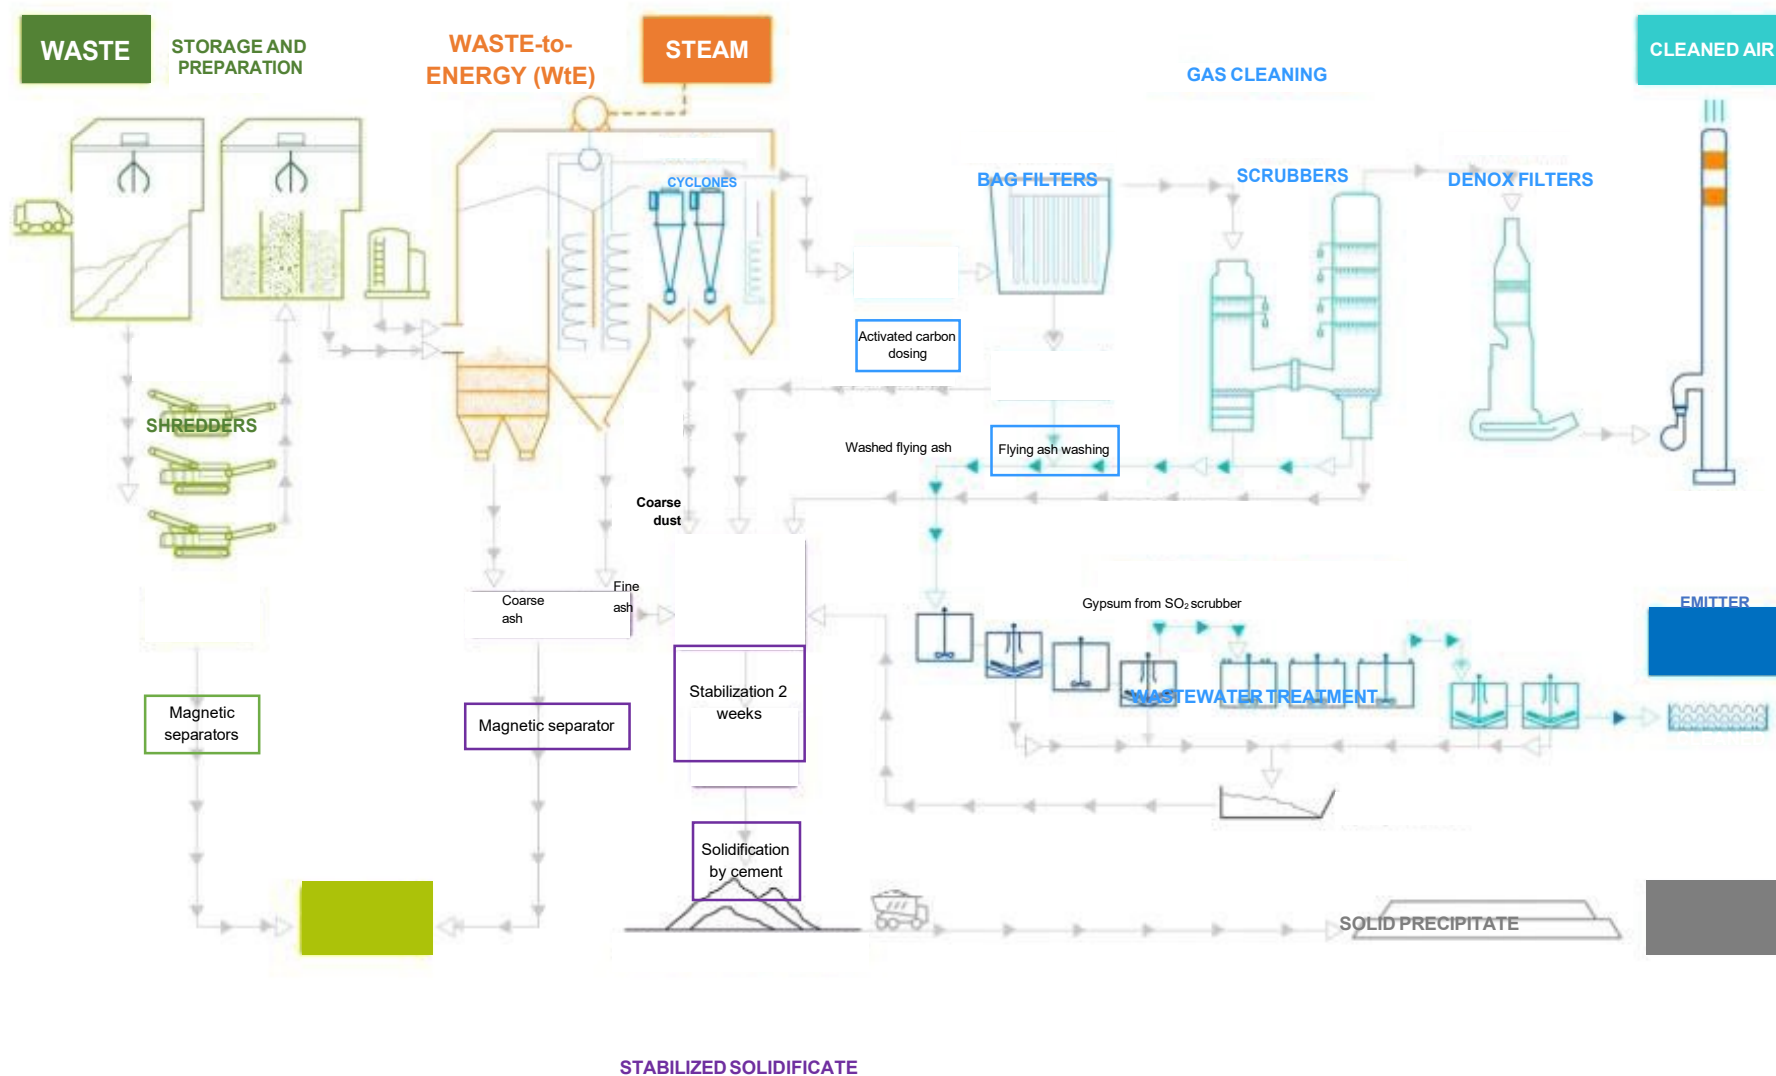 WASTE
STORAGE AND
PREPARATION
WASTE-to-
ENERGY (WtE)
STEAM
GAS CLEANING
CLEANED AIR
CYCLONES
BAG FILTERS
SCRUBBERS
DENOX FILTERS
Activated carbon
dosing
SHREDDERS
Washed flying ash
Flying ash washing
Coarse
dust
Coarse
ash
Fine
ash
Gypsum from SO₂ scrubber
EMITTER
WASTEWATER TREATMENT
Magnetic
separators
Magnetic separator
Stabilization 2
weeks
Solidification
by cement
SOLID PRECIPITATE
STABILIZED SOLIDIFICATE